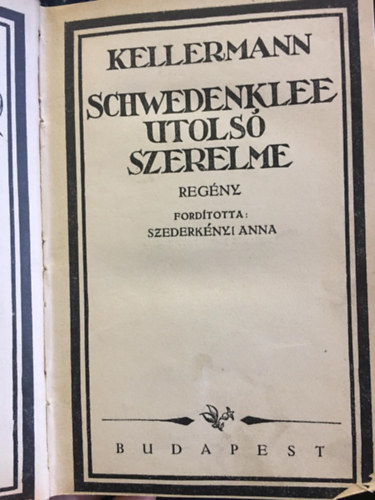 KELLERMANN
SCHWEDENKLEE
UTOLSÓ
SZERELME
REGÉNY
FORDÍTOTTA:
SZEDERKÉNYI ANNA
BUDAPEST